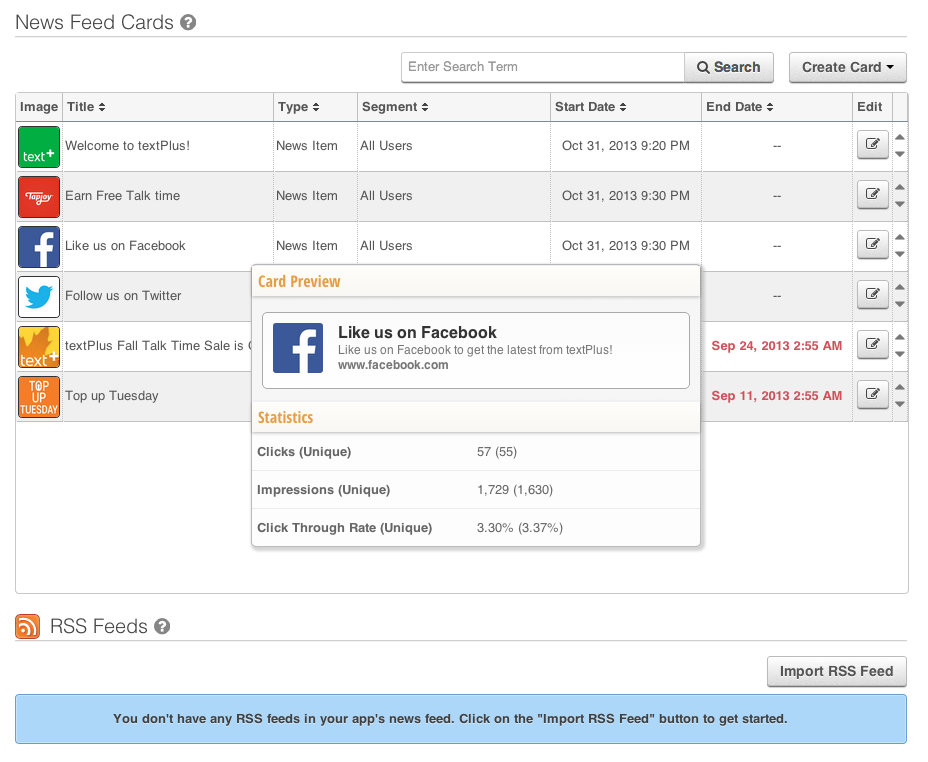 News Feed Cards ?
Enter Search Term Search Create Card
Image Title Type Segment Start Date End Date Edit
text+ Welcome to textPlus! News Item All Users Oct 31, 2013 9:20 PM --
Tapjoy Earn Free Talk time News Item All Users Oct 31, 2013 9:30 PM --
f Like us on Facebook News Item All Users Oct 31, 2013 9:30 PM
Card Preview
Follow us on Twitter --
f Like us on Facebook
Like us on Facebook to get the latest from textPlus!
www.facebook.com
text+ textPlus Fall Talk Time Sale is Sep 24, 2013 2:55 AM
TOP UP TUESDAY Top up Tuesday Sep 11, 2013 2:55 AM
Statistics
Clicks (Unique) 57 (55)
Impressions (Unique) 1,729 (1,630)
Click Through Rate (Unique) 3.30% (3.37%)
RSS Feeds ?
Import RSS Feed
You don't have any RSS feeds in your app's news feed. Click on the "Import RSS Feed" button to get started.